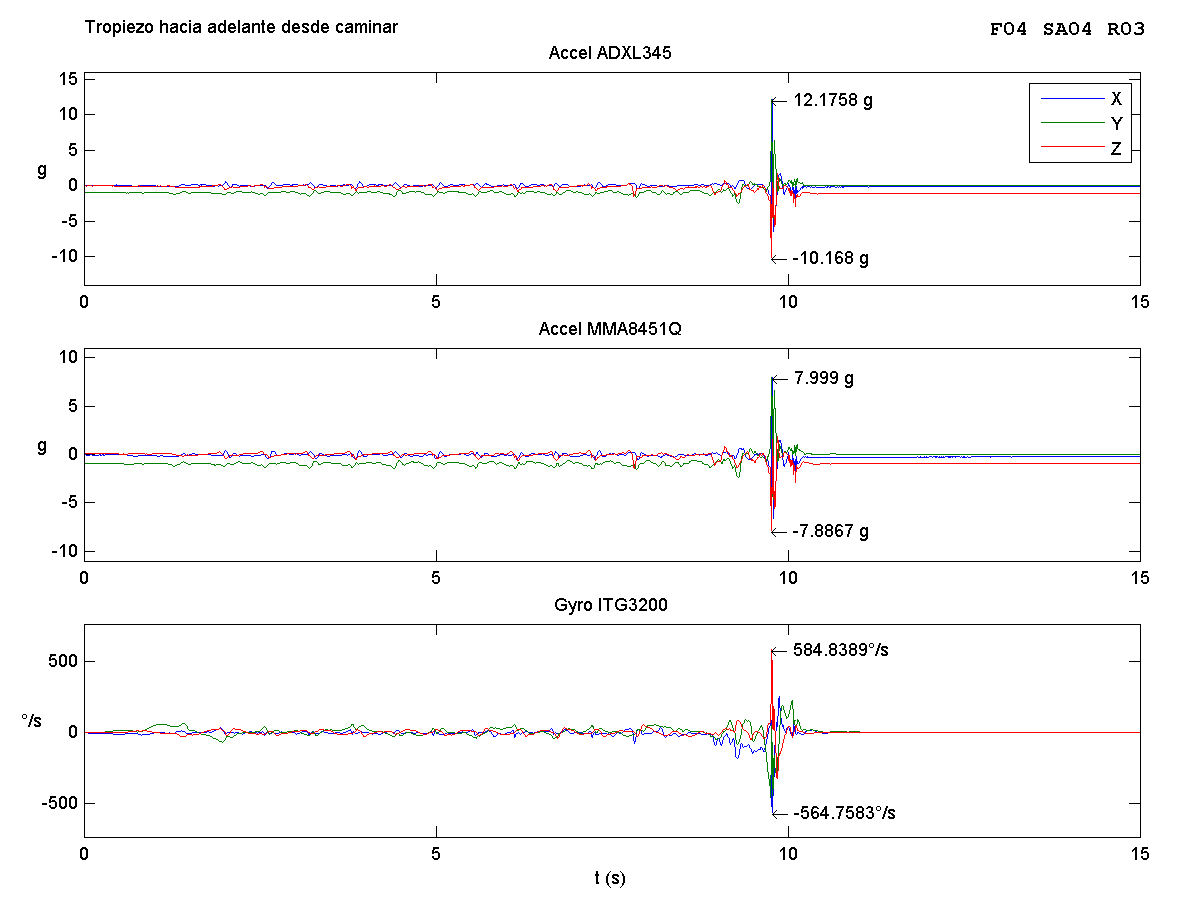 Tropiezo hacia adelante desde caminar
F04 SA04 R03
Accel ADXL345
15
10
5
0
-5
-10
g
12.1758 g
-10.168 g
X
Y
Z
0 5 10 15
Accel MMA8451Q
10
5
0
-5
-10
g
7.999 g
-7.8867 g
0 5 10 15
Gyro ITG3200
500
0
-500
°/s
584.8389°/s
-564.7583°/s
0 5 10 15
t (s)